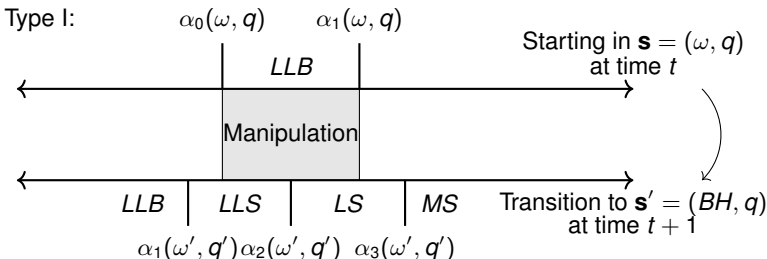 Type I:
α₀(ω, q) α₁(ω, q)
Starting in s = (ω, q)
at time t
LLB
Manipulation
LLB LLS LS MS
Transition to s′ = (BH, q)
at time t + 1
α₁(ω′, q′) α₂(ω′, q′) α₃(ω′, q′)